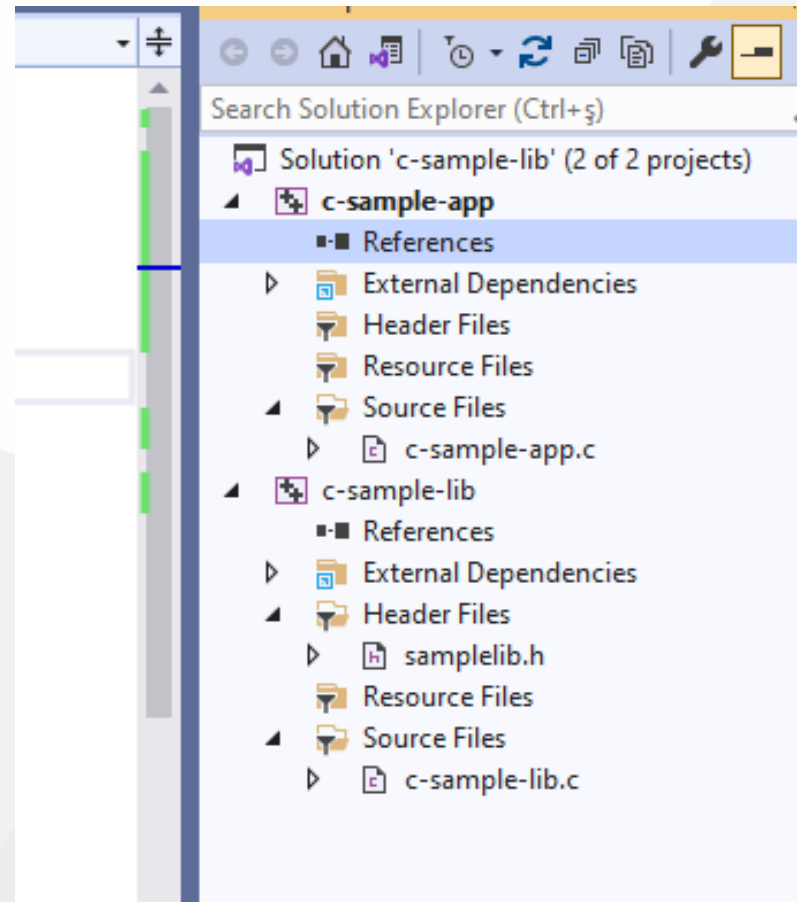 Search Solution Explorer (Ctrl+ş)
Solution 'c-sample-lib' (2 of 2 projects)
c-sample-app
References
External Dependencies
Header Files
Resource Files
Source Files
c-sample-app.c
c-sample-lib
References
External Dependencies
Header Files
samplelib.h
Resource Files
Source Files
c-sample-lib.c